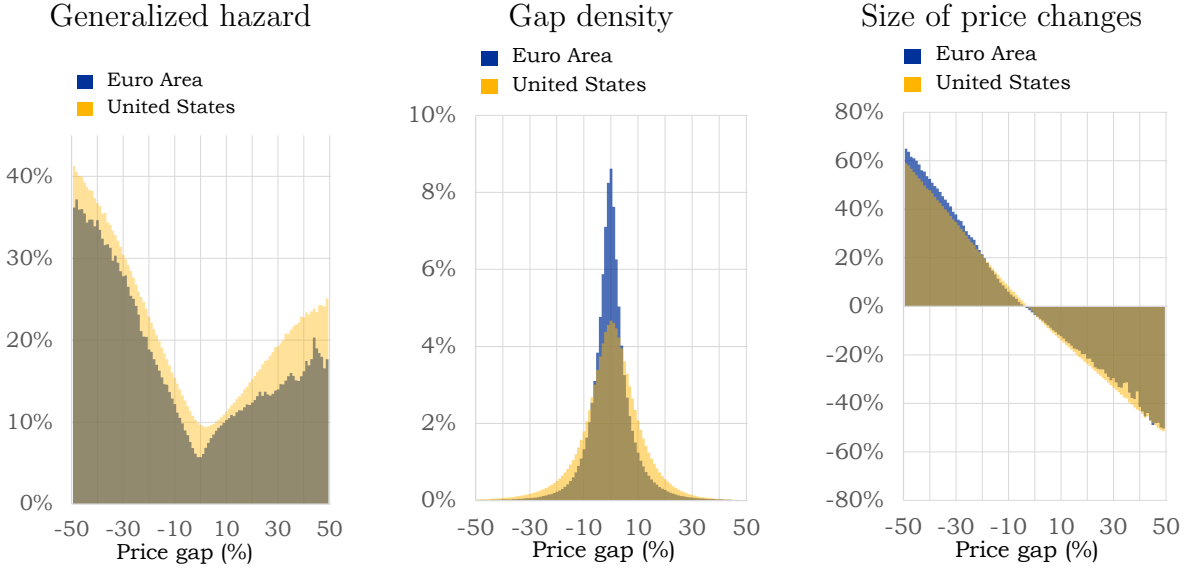 Generalized hazard
Euro Area
United States
40%
30%
20%
10%
0%
-50 -30 -10 10 30 50
Price gap (%)
Gap density
Euro Area
United States
10%
8%
6%
4%
2%
0%
-50 -30 -10 10 30 50
Price gap (%)
Size of price changes
Euro Area
United States
80%
60%
40%
20%
0%
-20%
-40%
-60%
-80%
-50 -30 -10 10 30 50
Price gap (%)